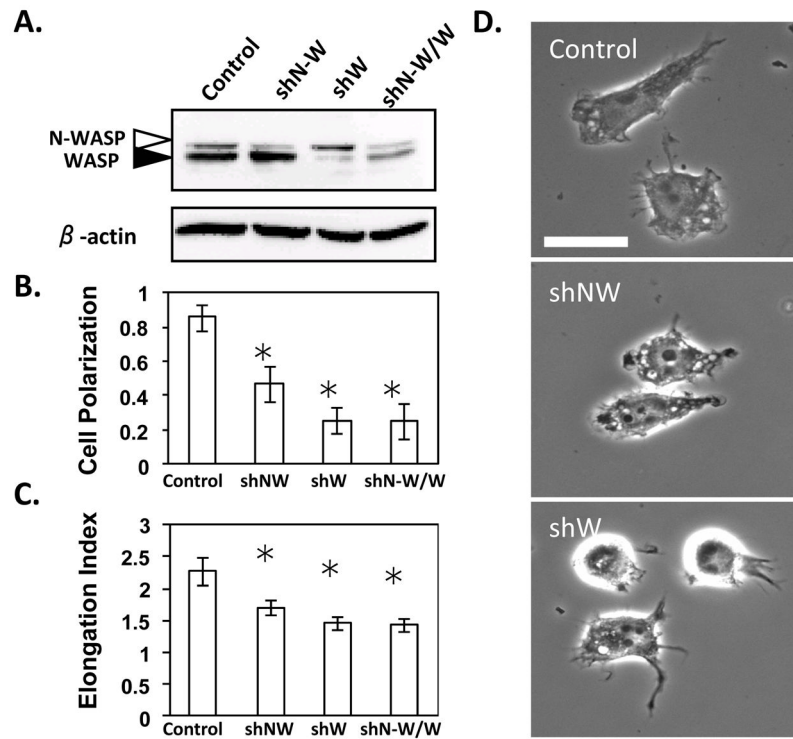 A.
Control
shN-W
shW
shN-W/W
N-WASP
WASP
β-actin
B.
Cell Polarization
1
0.8
0.6
0.4
0.2
0
*
*
*
Control
shNW
shW
shN-W/W
C.
Elongation Index
3
2.5
2
1.5
1
2.5
0
*
*
*
Control
shNW
shW
shN-W/W
D.
Control
shNW
shW